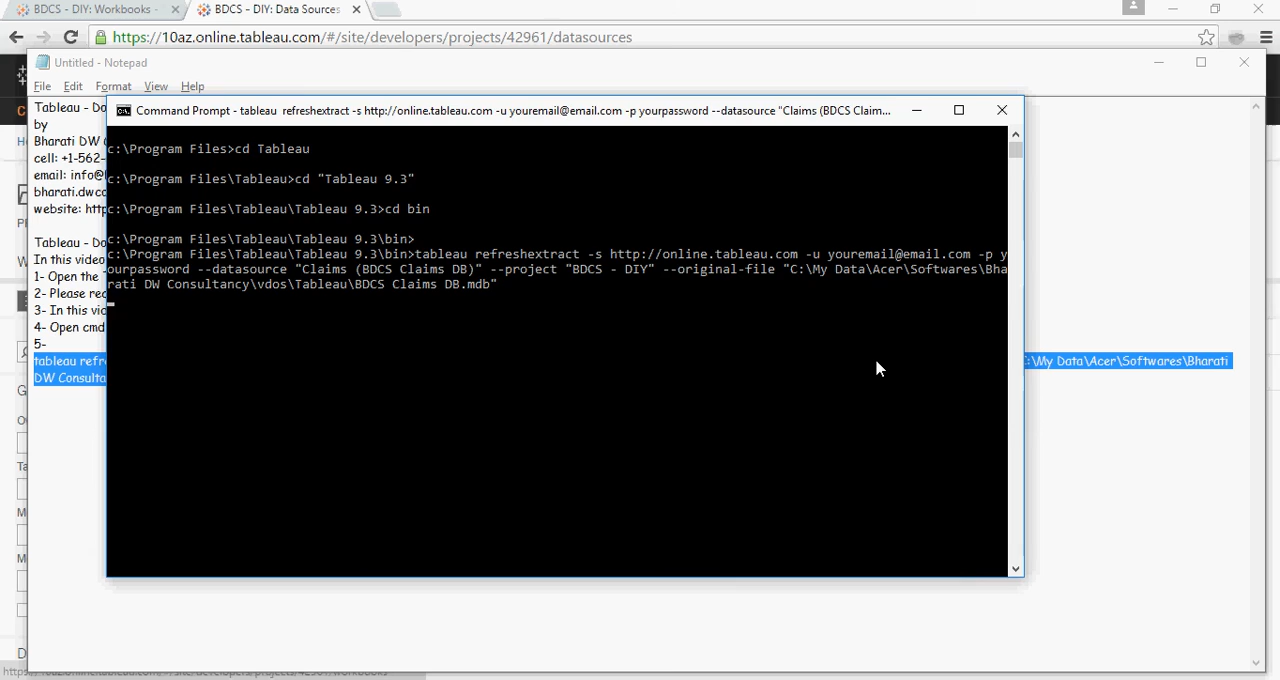 BDCS - DIY: Workbooks -
BDCS - DIY: Data Sources
https://10az.online.tableau.com/#/site/developers/projects/42961/datasources
Untitled - Notepad
File Edit Format View Help
Command Prompt - tableau refreshextract -s http://online.tableau.com -u youremail@email.com -p yourpassword --datasource "Claims (BDCS Claim...
Tableau - Do
by
Bharati DW
cell: +1-562-
email: info@
bharati.dwco
website: http
Tableau - Do
In this video
1- Open the
2- Please rec
3- In this vid
4- Open cmd
5-
tableau refr
:\My Data\Acer\Softwares\Bharati
DW Consulta
c:\Program Files>cd Tableau
c:\Program Files\Tableau>cd "Tableau 9.3"
c:\Program Files\Tableau\Tableau 9.3>cd bin
c:\Program Files\Tableau\Tableau 9.3\bin>
c:\Program Files\Tableau\Tableau 9.3\bin>tableau refreshextract -s http://online.tableau.com -u youremail@email.com -p y
ourpassword --datasource "Claims (BDCS Claims DB)" --project "BDCS - DIY" --original-file "C:\My Data\Acer\Softwares\Bha
rati DW Consultancy\vdos\Tableau\BDCS Claims DB.mdb"